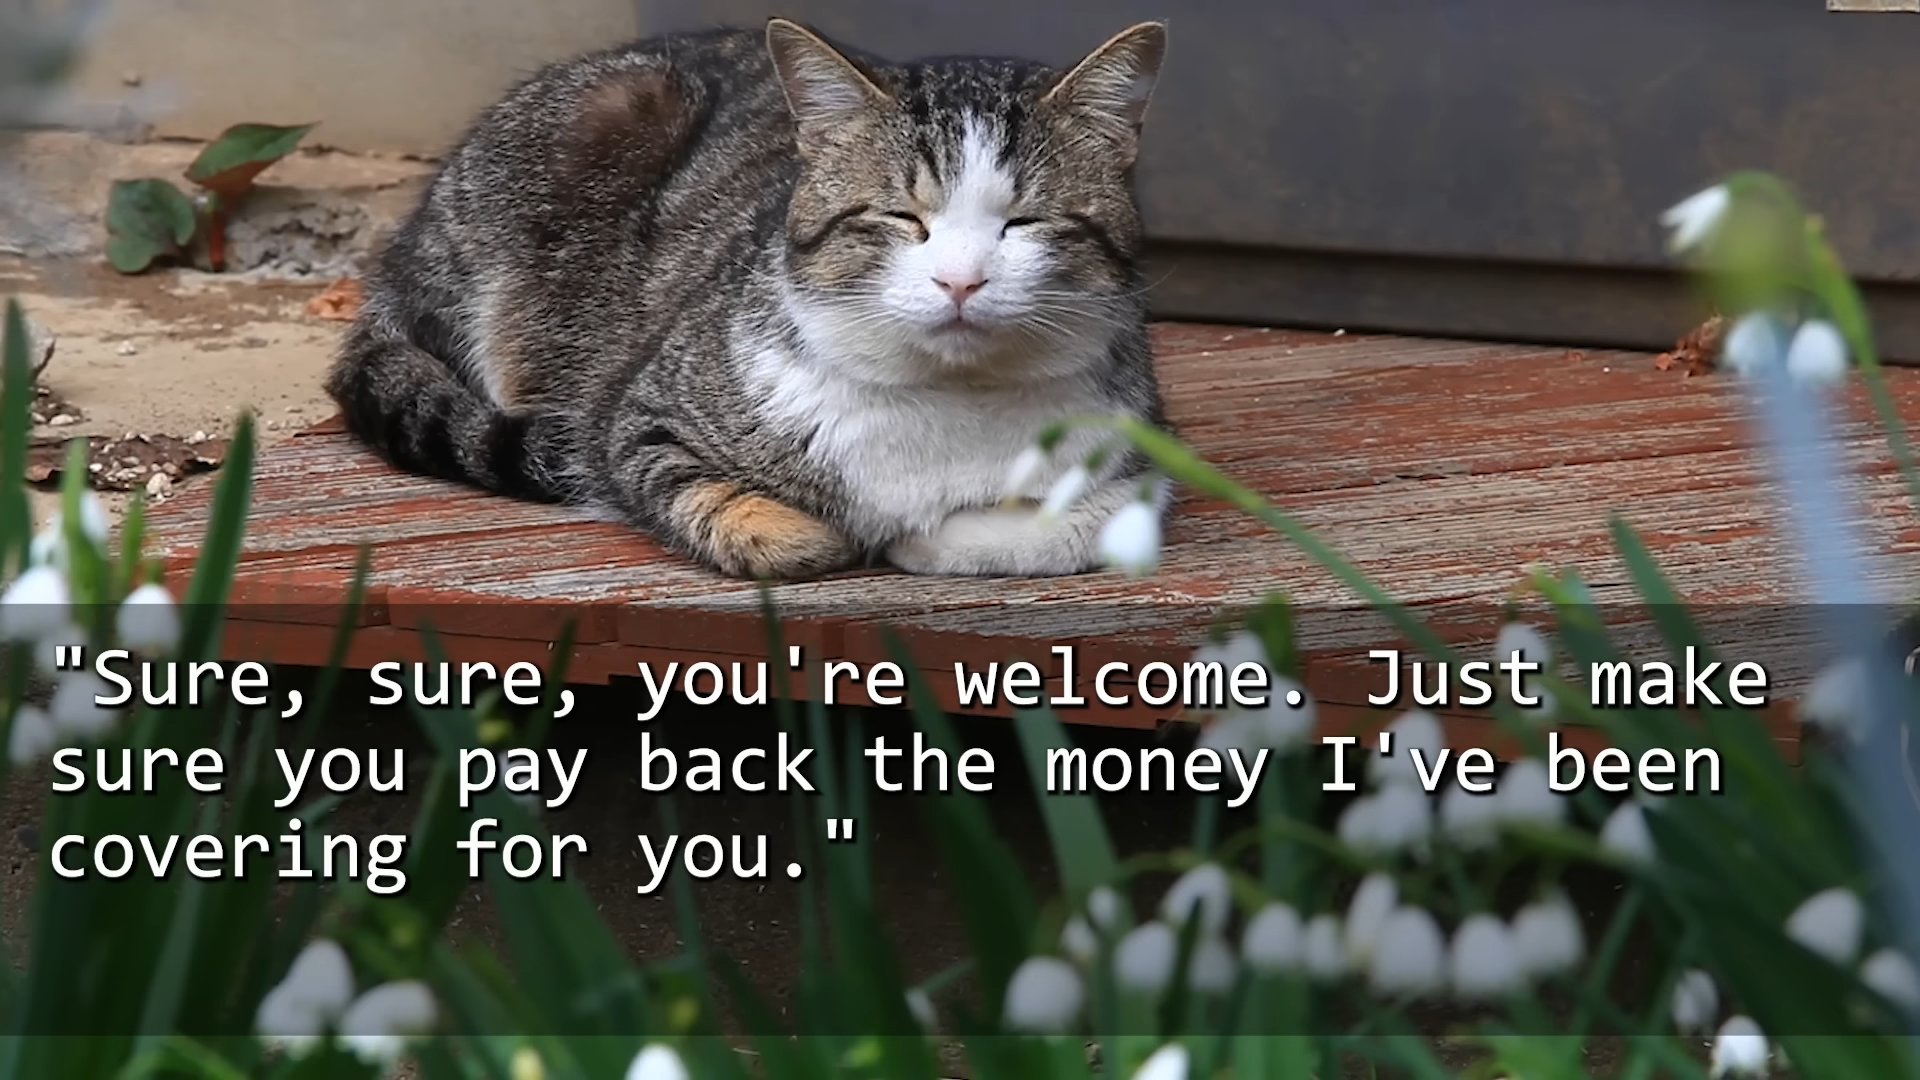 "Sure, sure, you're welcome. Just make
sure you pay back the money I've been
covering for you."